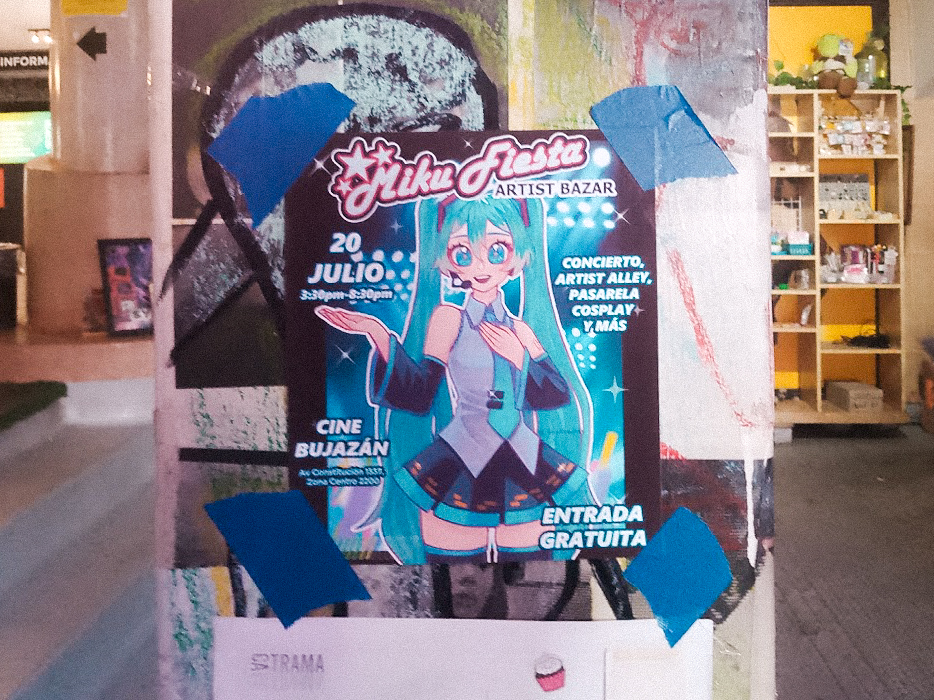 INFORM
Miku Fiesta
ARTIST BAZAR
20
JULIO
3:30pm-8:30pm
CONCIERTO,
ARTIST ALLEY,
PASARELA
COSPLAY
Y MÁS
CINE
BUJAZÁN
Av Constitución 1337,
Zona Centro 2200
ENTRADA
GRATUITA
TRAMA